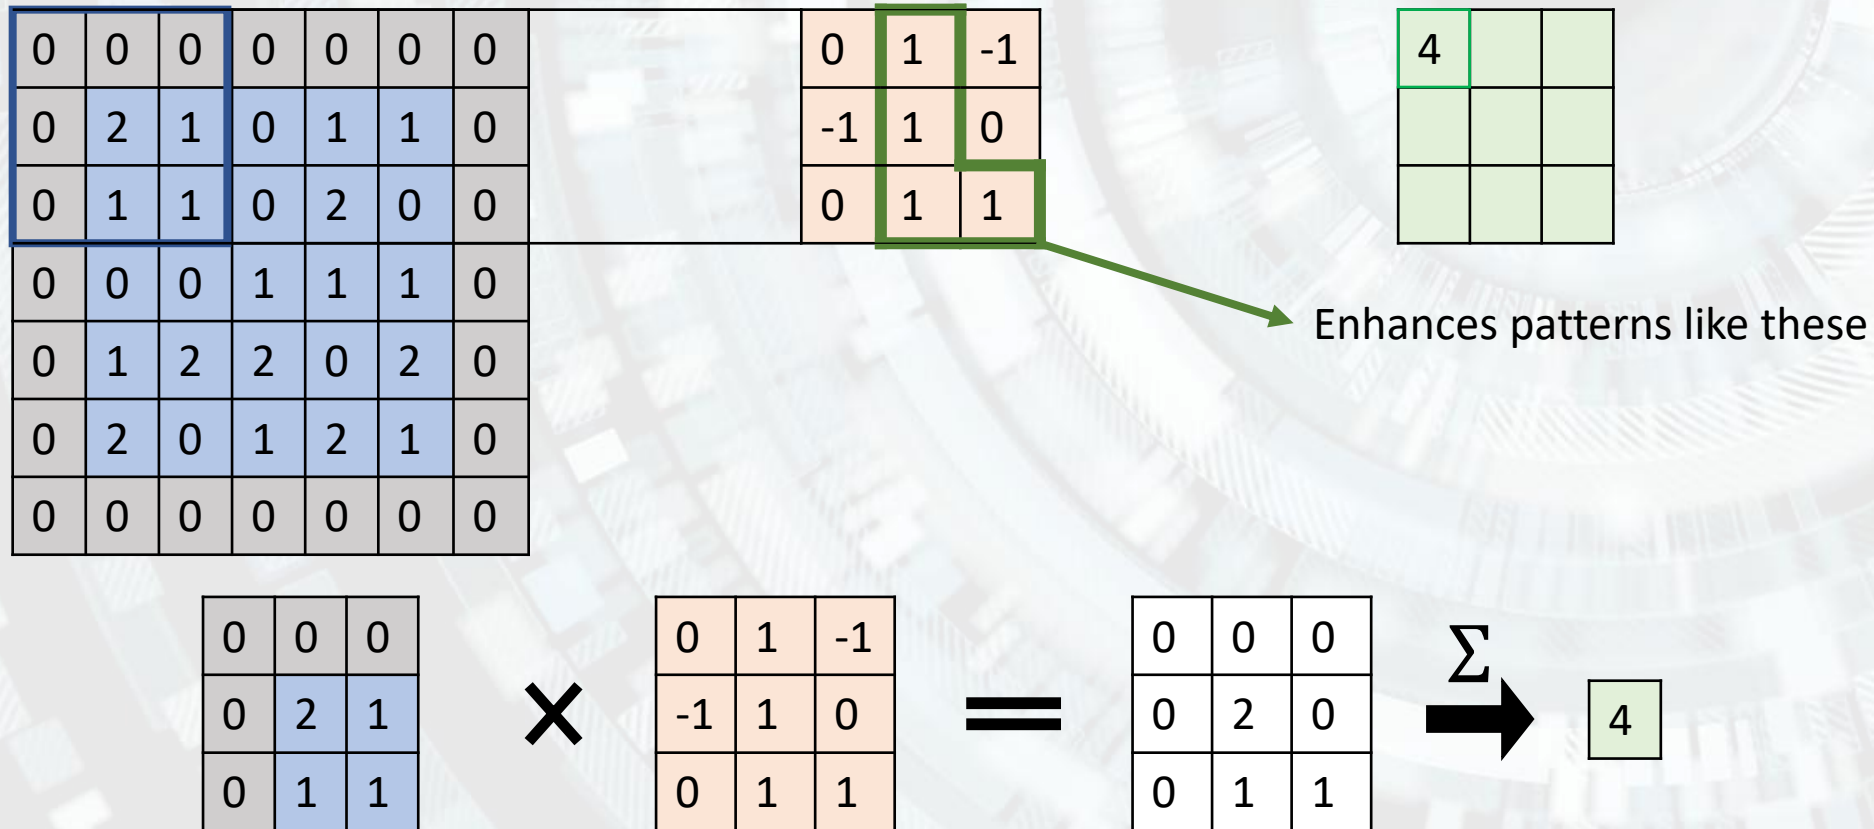 0 0 0 0 0 0 0 0 1 -1 4
0 2 1 0 1 1 0 -1 1 0
0 1 1 0 2 0 0 0 1 1
0 0 0 1 1 1 0
Enhances patterns like these
0 1 2 2 0 2 0
0 2 0 1 2 1 0
0 0 0 0 0 0 0
0 0 0 0 1 -1 0 0 0 Σ
0 2 1 × -1 1 0 = 0 2 0 4
0 1 1 0 1 1 0 1 1